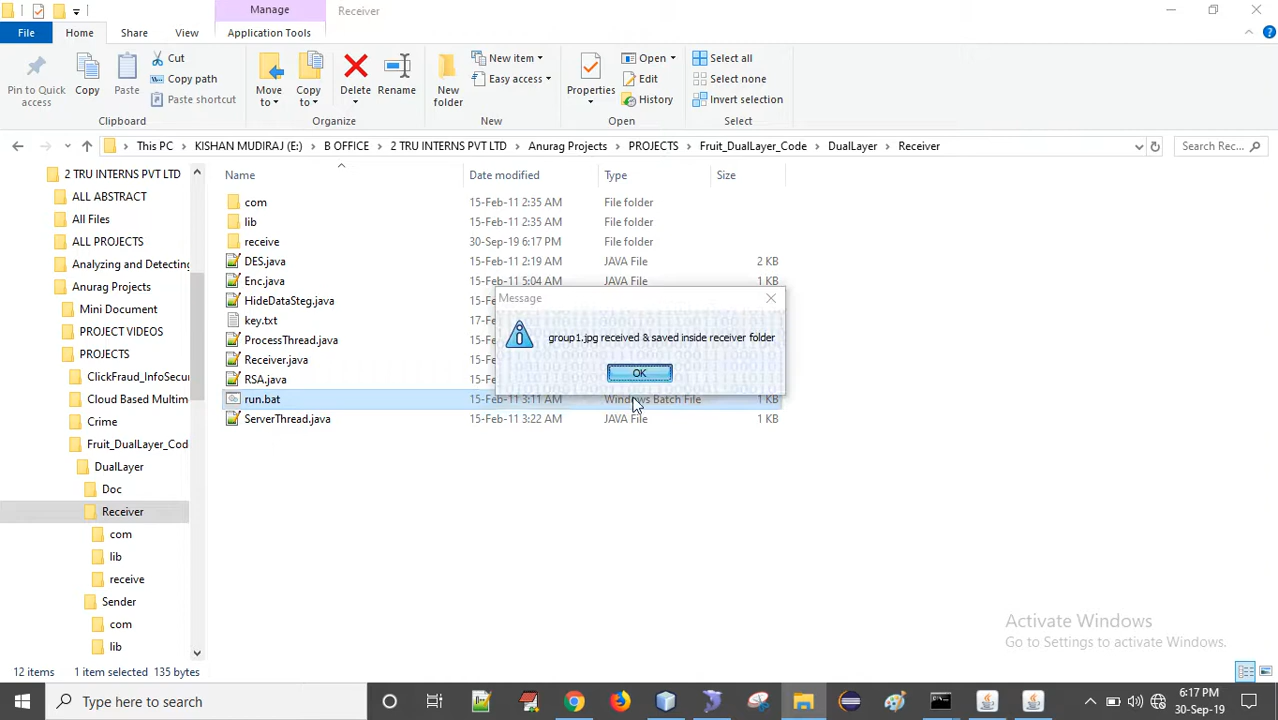 Manage
Receiver
File
Home
Share
View
Application Tools
Pin to Quick access
Copy
Paste
Cut
Copy path
Paste shortcut
Clipboard
Move to
Copy to
Delete
Rename
Organize
New folder
New item
Easy access
New
Properties
Open
Edit
History
Open
Select all
Select none
Invert selection
Select
This PC > KISHAN MUDIRAJ (E:) > B OFFICE > 2 TRU INTERNS PVT LTD > Anurag Projects > PROJECTS > Fruit_DualLayer_Code > DualLayer > Receiver
Search Rec...
2 TRU INTERNS PVT LTD
ALL ABSTRACT
All Files
ALL PROJECTS
Analyzing and Detecting
Anurag Projects
Mini Document
PROJECT VIDEOS
PROJECTS
ClickFraud_InfoSecu
Cloud Based Multim
Crime
Fruit_DualLayer_Cod
DualLayer
Doc
Receiver
com
lib
receive
Sender
com
lib
Name Date modified Type Size
com 15-Feb-11 2:35 AM File folder
lib 15-Feb-11 2:35 AM File folder
receive 30-Sep-19 6:17 PM File folder
DES.java 15-Feb-11 2:19 AM JAVA File 2 KB
Enc.java 15-Feb-11 5:04 AM JAVA File 1 KB
HideDataSteg.java 15-F
key.txt 17-F
ProcessThread.java 15-F
Receiver.java 15-F
RSA.java 15-F
run.bat 15-Feb-11 3:11 AM Windows Batch File 1 KB
ServerThread.java 15-Feb-11 3:22 AM JAVA File 1 KB
Message
group1.jpg received & saved inside receiver folder
OK
Activate Windows
Go to Settings to activate Windows.
12 items 1 item selected 135 bytes
Type here to search
6:17 PM
30-Sep-19